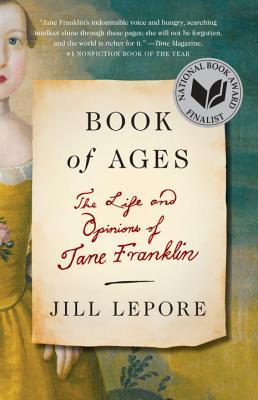 "Jane Franklin's indomitable voice and hungry, searching
intellect shine through these pages; she will not be forgotten,
and the world is richer for it." —Time Magazine,
#1 NONFICTION BOOK OF THE YEAR
NATIONAL BOOK AWARD
FINALIST
BOOK
of AGES
The Life and
Opinions of
Jane Franklin
JILL LEPORE